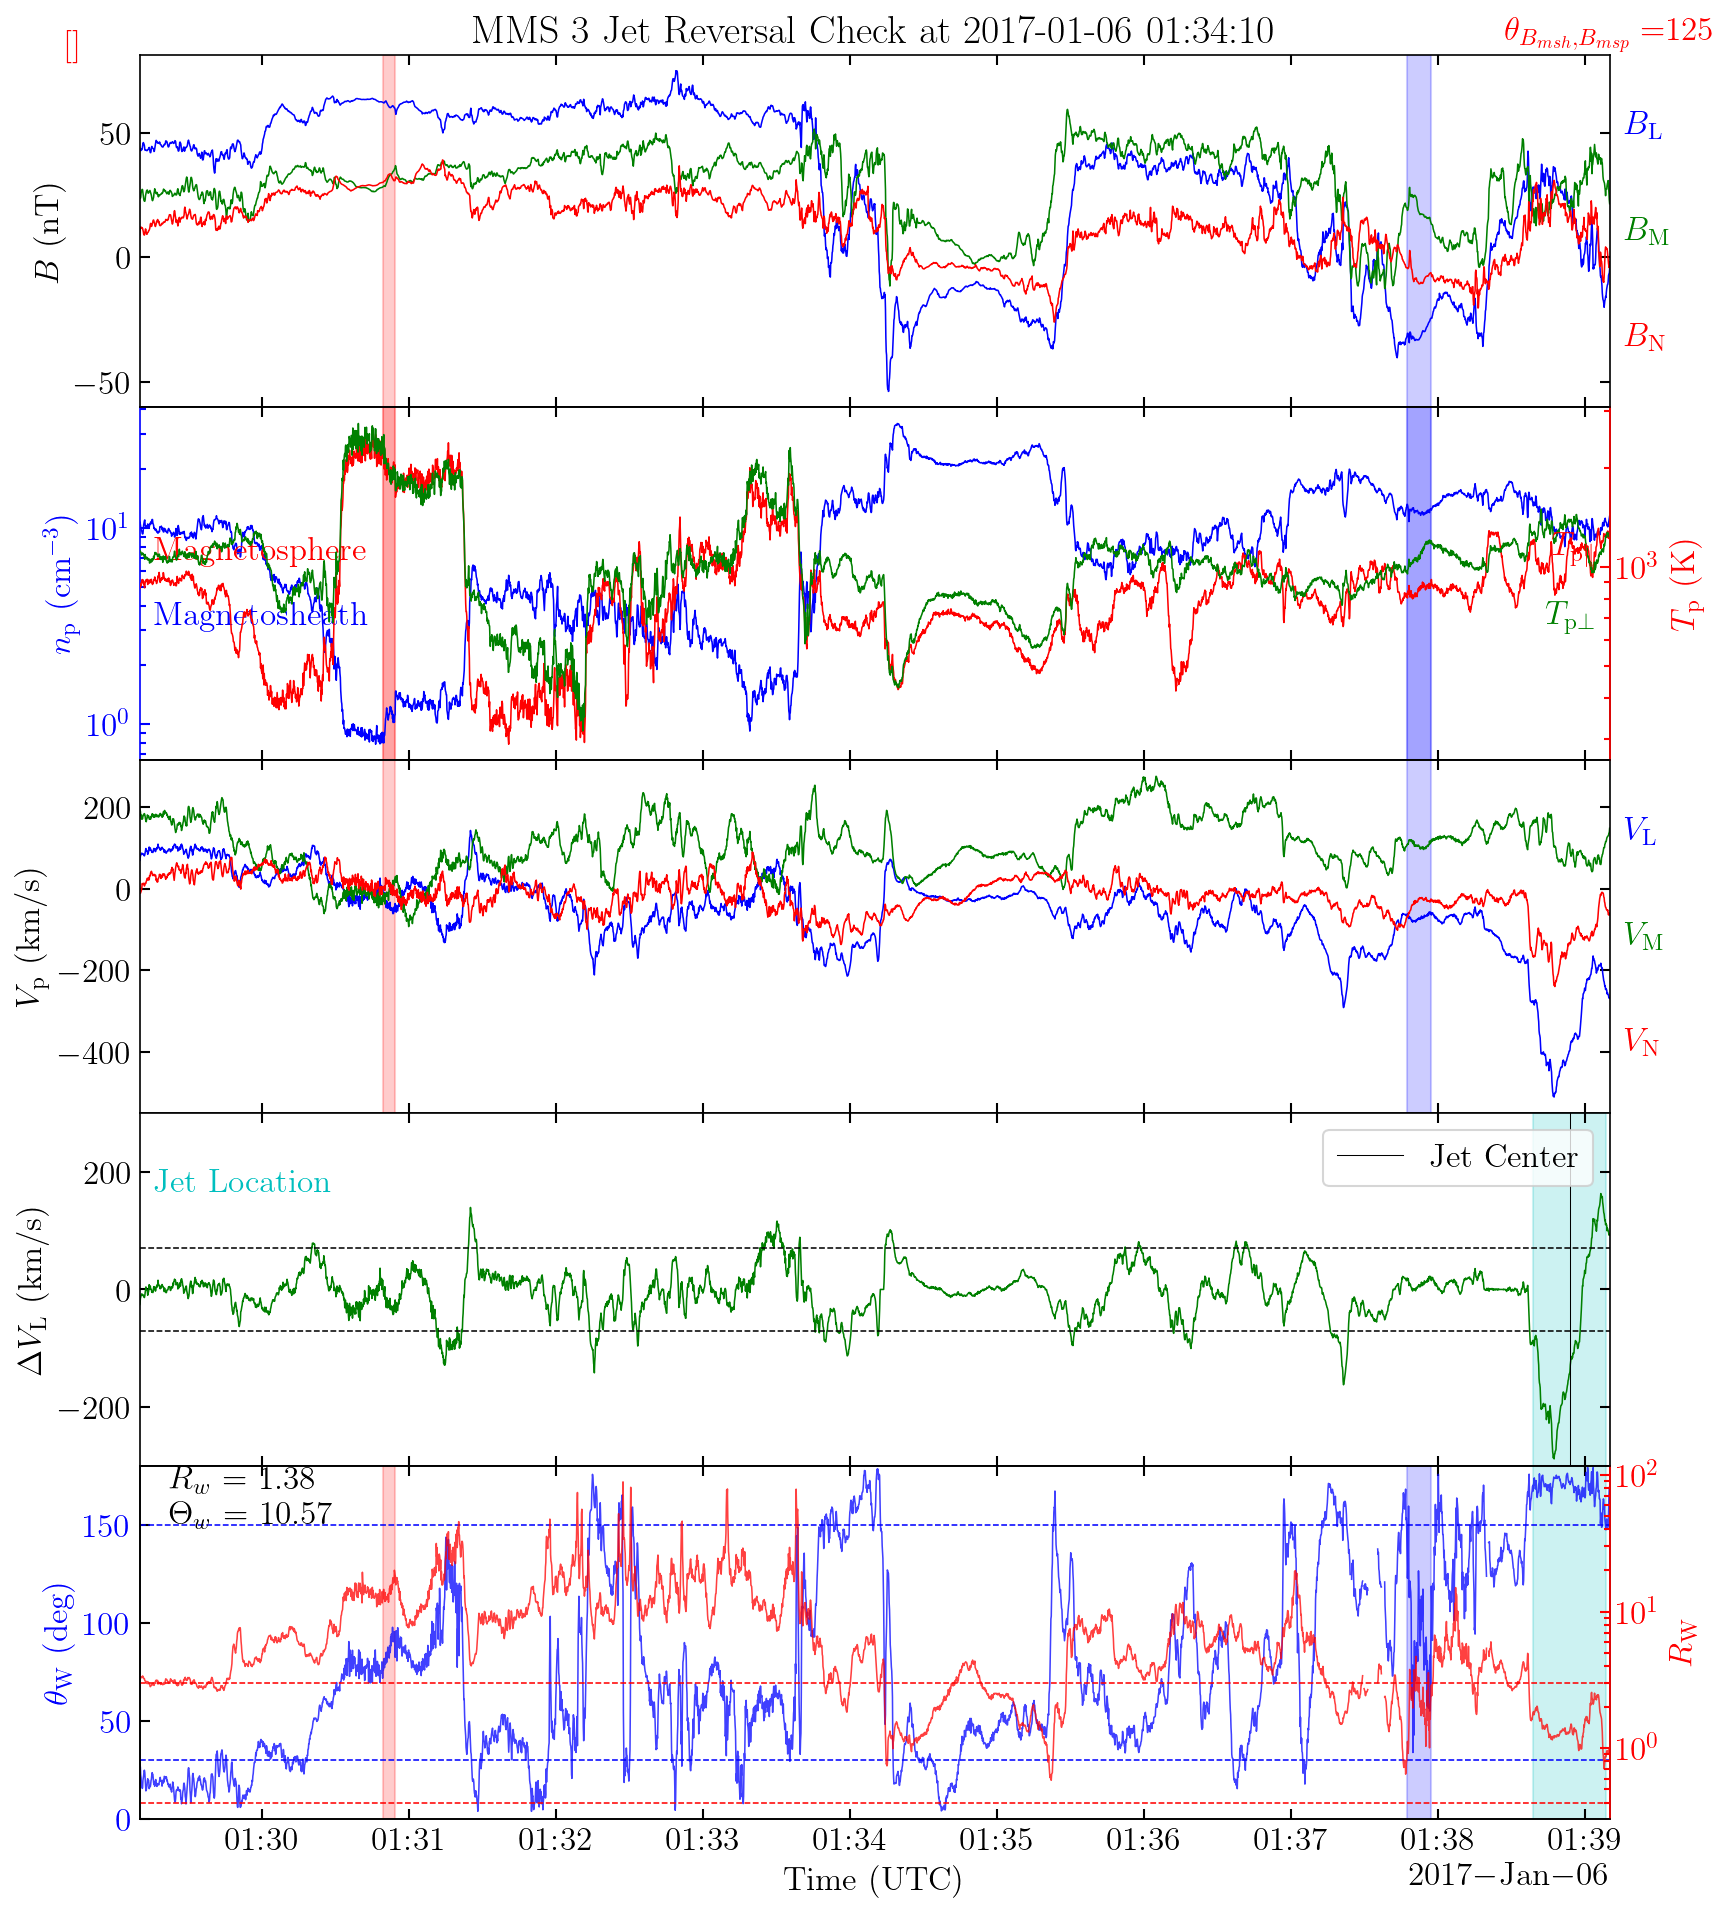 MMS 3 Jet Reversal Check at 2017-01-06 01:34:10
[]
θ_{B_{msh},B_{msp}} =125
B (nT)
50
0
−50
B_L
B_M
B_N
n_p (cm^{−3})
10^1
10^0
Magnetosphere
Magnetosheath
T_{p⊥}
10^3
T_p (K)
V_p (km/s)
200
0
−200
−400
V_L
V_M
V_N
ΔV_L (km/s)
200
0
−200
Jet Location
Jet Center
θ_W (deg)
150
100
50
0
R_w = 1.38
Θ_w = 10.57
10^2
10^1
10^0
R_W
01:30 01:31 01:32 01:33 01:34 01:35 01:36 01:37 01:38 01:39
2017−Jan−06
Time (UTC)